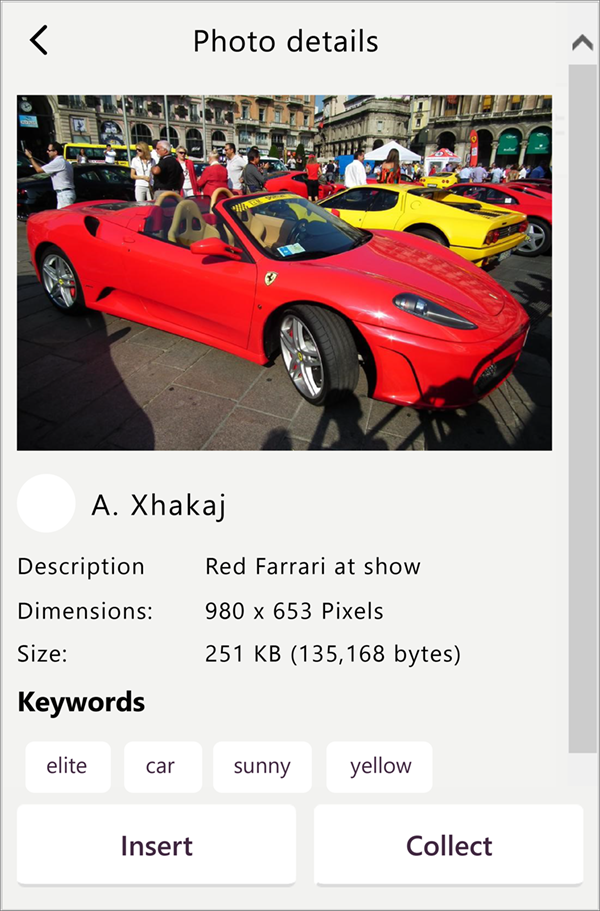 Photo details
A. Xhakaj
Description Red Farrari at show
Dimensions: 980 x 653 Pixels
Size: 251 KB (135,168 bytes)
Keywords
elite car sunny yellow
Insert Collect